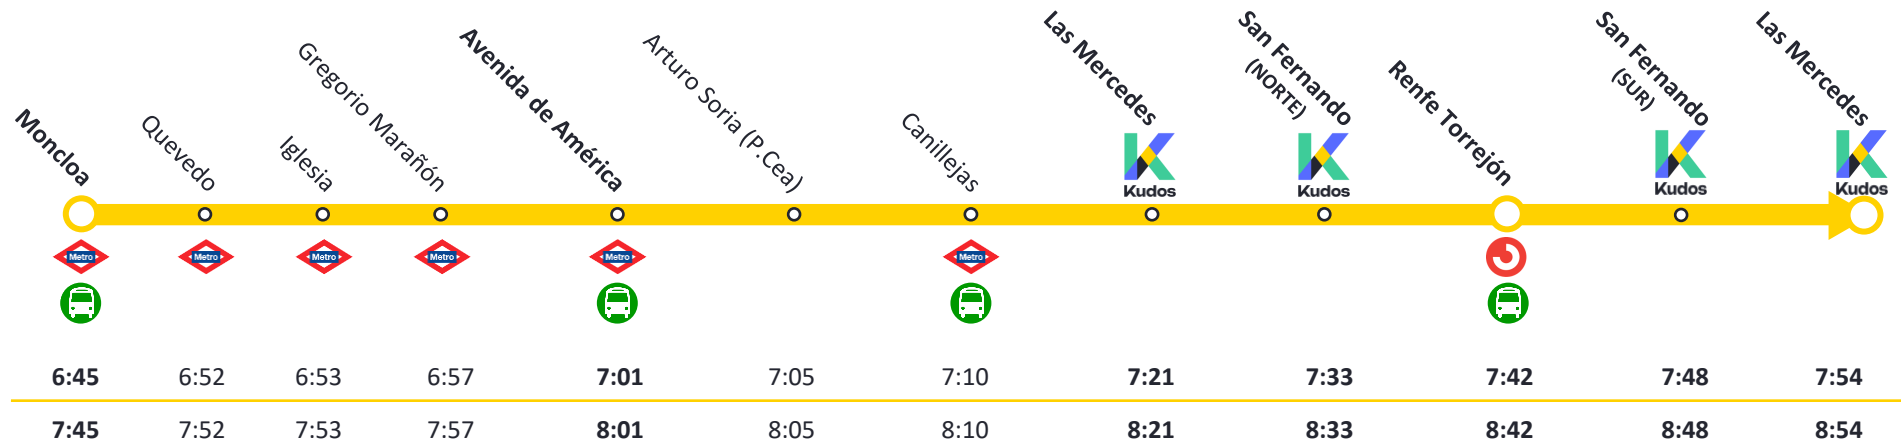 Moncloa
Quevedo
Iglesia
Gregorio Marañón
Avenida de América
Arturo Soria (P.Cea)
Canillejas
Las Mercedes
San Fernando
(NORTE)
Renfe Torrejón
San Fernando
(SUR)
Las Mercedes
Kudos
Kudos
Kudos
Kudos
Metro
Metro
Metro
Metro
Metro
Metro
6:45 6:52 6:53 6:57 7:01 7:05 7:10 7:21 7:33 7:42 7:48 7:54
7:45 7:52 7:53 7:57 8:01 8:05 8:10 8:21 8:33 8:42 8:48 8:54